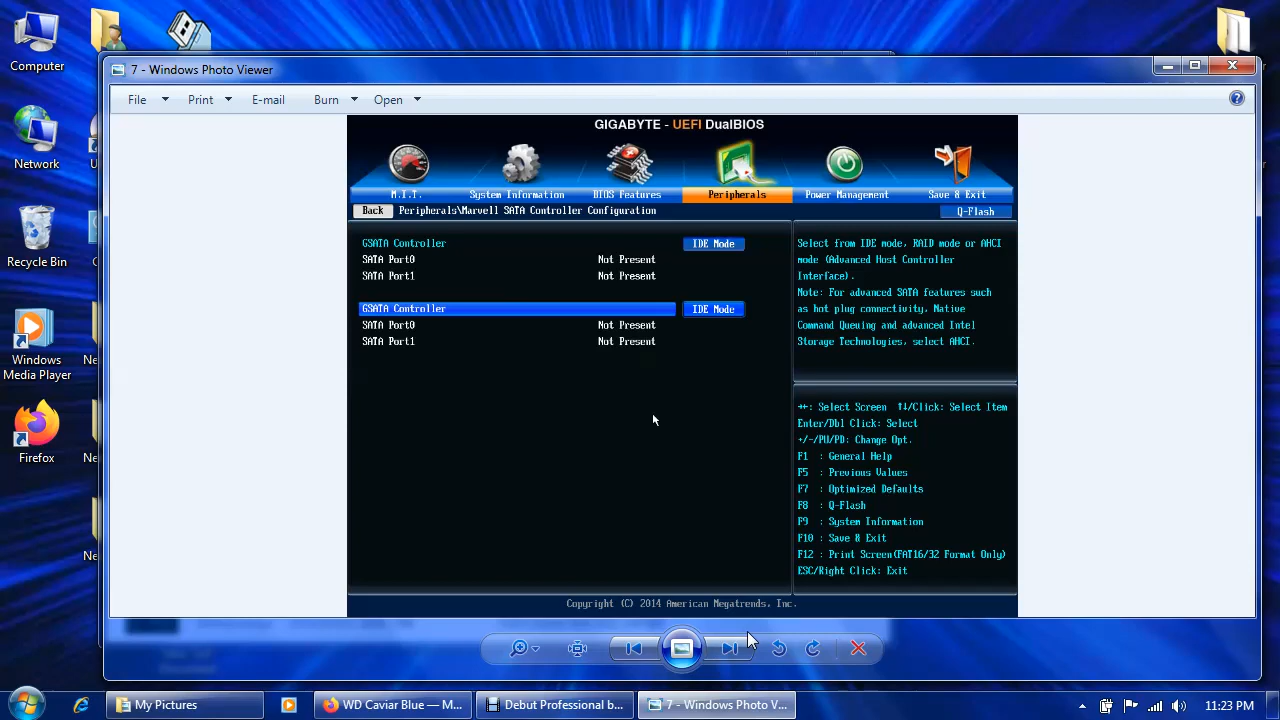 Computer
Network
Recycle Bin
Windows
Media Player
Firefox
7 - Windows Photo Viewer
File
Print
E-mail
Burn
Open
GIGABYTE - UEFI DualBIOS
M.I.T.
System Information
BIOS Features
Peripherals
Power Management
Save & Exit
Back
Peripherals\Marvell SATA Controller Configuration
Q-Flash
GSATA Controller IDE Mode
SATA Port0 Not Present
SATA Port1 Not Present
GSATA Controller IDE Mode
SATA Port0 Not Present
SATA Port1 Not Present
Select from IDE mode, RAID mode or AHCI
mode (Advanced Host Controller
Interface).
Note: For advanced SATA features such
as hot plug connectivity, Native
Command Queuing and advanced Intel
Storage Technologies, select AHCI.
→←: Select Screen ↑↓/Click: Select Item
Enter/Dbl Click: Select
+/-/PU/PD: Change Opt.
F1 : General Help
F5 : Previous Values
F7 : Optimized Defaults
F8 : Q-Flash
F9 : System Information
F10 : Save & Exit
F12 : Print Screen(FAT16/32 Format Only)
ESC/Right Click: Exit
Copyright (C) 2014 American Megatrends, Inc.
My Pictures
WD Caviar Blue — M...
Debut Professional b...
7 - Windows Photo V...
11:23 PM